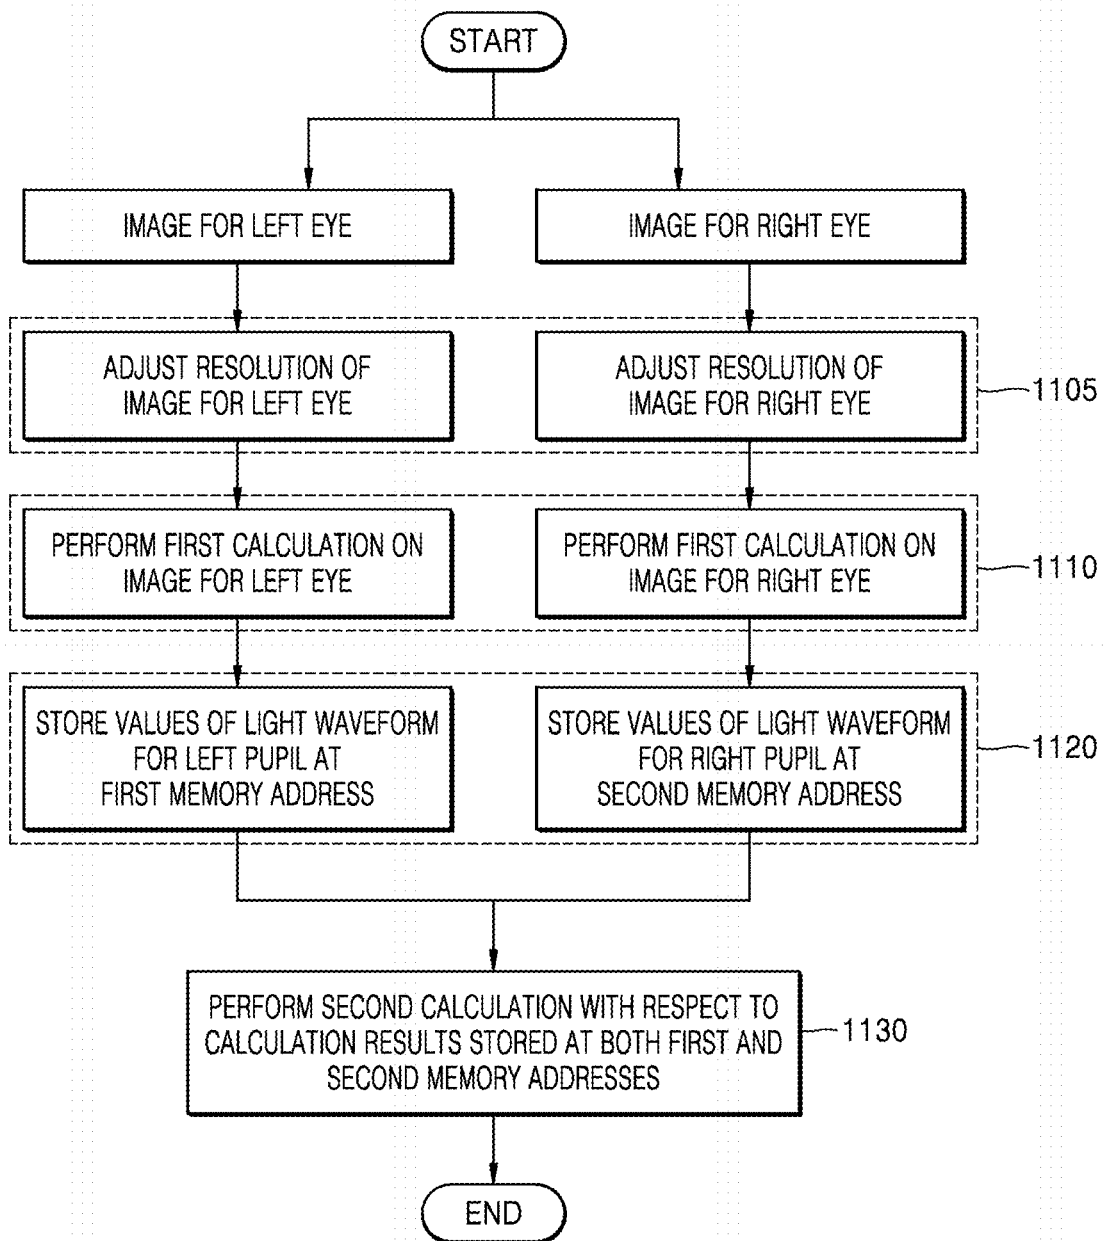 START
IMAGE FOR LEFT EYE
IMAGE FOR RIGHT EYE
ADJUST RESOLUTION OF
IMAGE FOR LEFT EYE
ADJUST RESOLUTION OF
IMAGE FOR RIGHT EYE
1105
PERFORM FIRST CALCULATION ON
IMAGE FOR LEFT EYE
PERFORM FIRST CALCULATION ON
IMAGE FOR RIGHT EYE
1110
STORE VALUES OF LIGHT WAVEFORM
FOR LEFT PUPIL AT
FIRST MEMORY ADDRESS
STORE VALUES OF LIGHT WAVEFORM
FOR RIGHT PUPIL AT
SECOND MEMORY ADDRESS
1120
PERFORM SECOND CALCULATION WITH RESPECT TO
CALCULATION RESULTS STORED AT BOTH FIRST AND
SECOND MEMORY ADDRESSES
1130
END